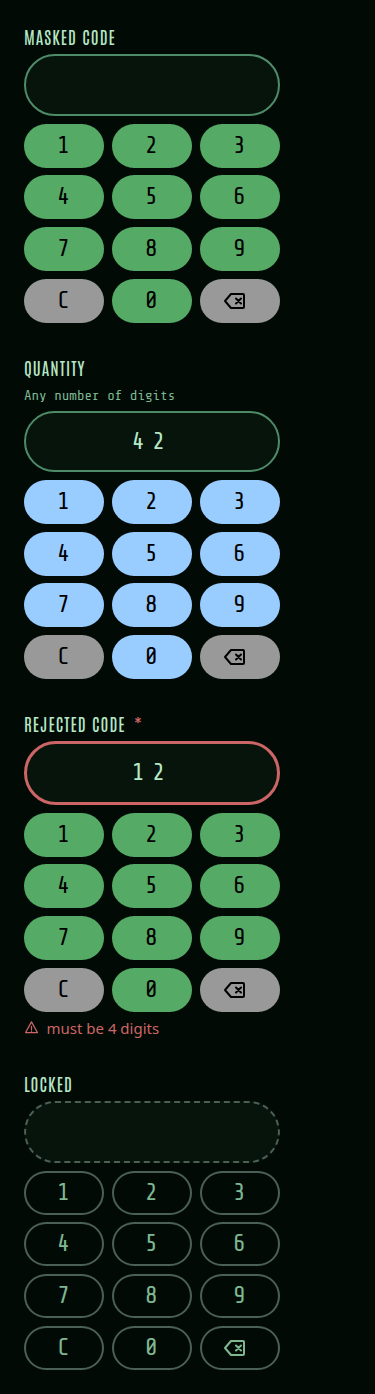 MASKED CODE
1 2 3
4 5 6
7 8 9
C 0
QUANTITY
Any number of digits
4 2
1 2 3
4 5 6
7 8 9
C 0
REJECTED CODE *
1 2
1 2 3
4 5 6
7 8 9
C 0
must be 4 digits
LOCKED
1 2 3
4 5 6
7 8 9
C 0